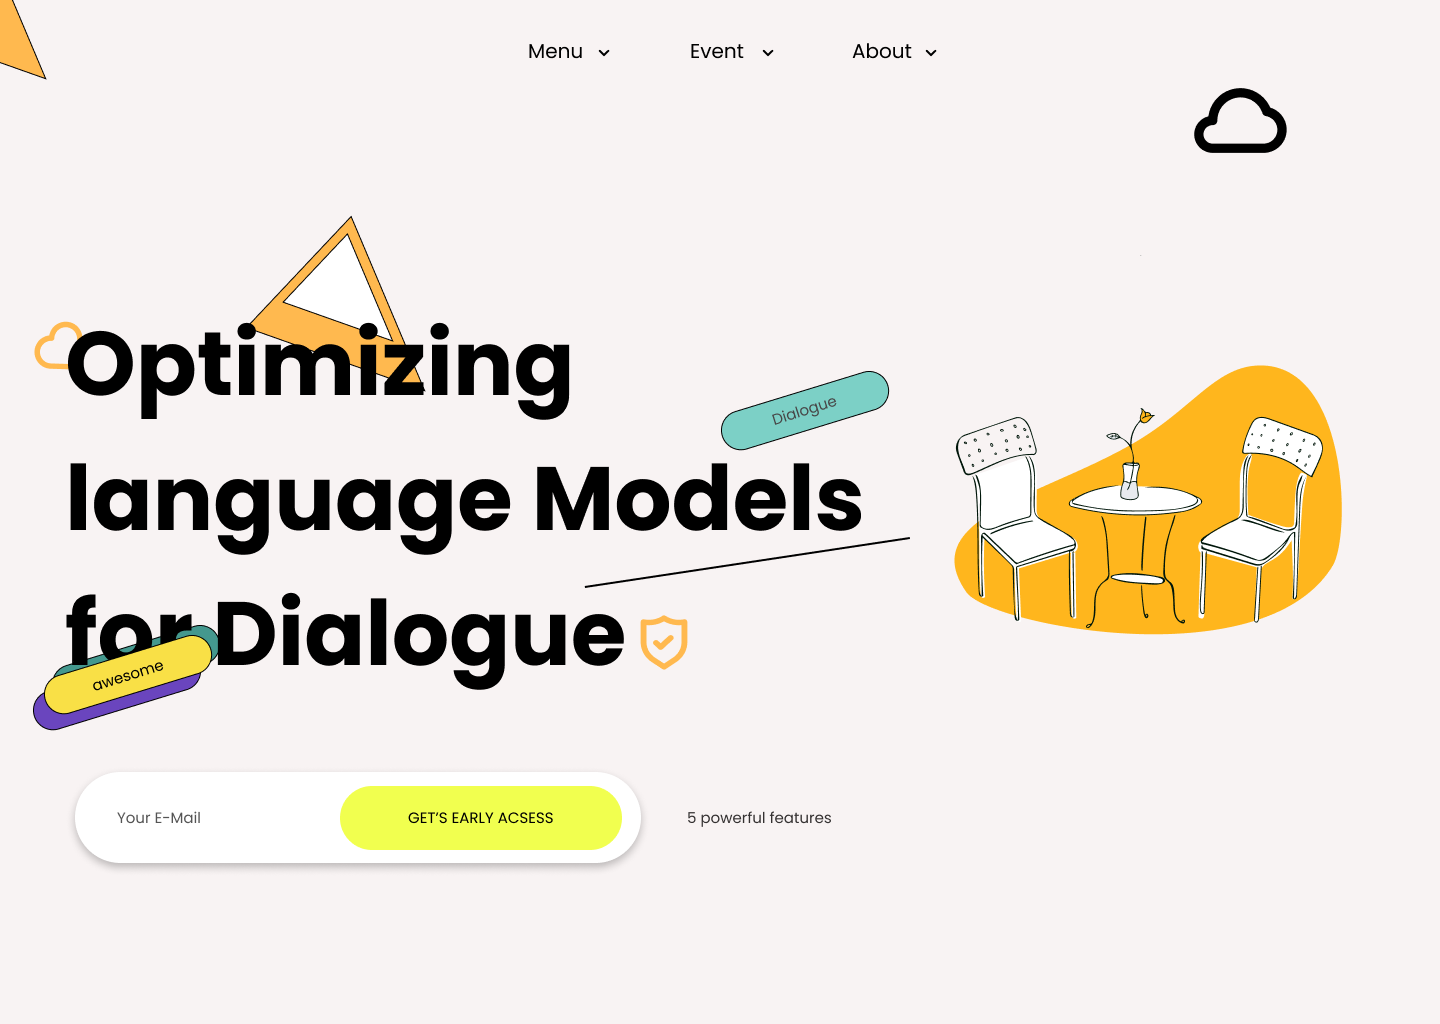 Menu
Event
About
Optimizing
Dialogue
language Models
for Dialogue
awesome
Your E-Mail
GET'S EARLY ACSESS
5 powerful features